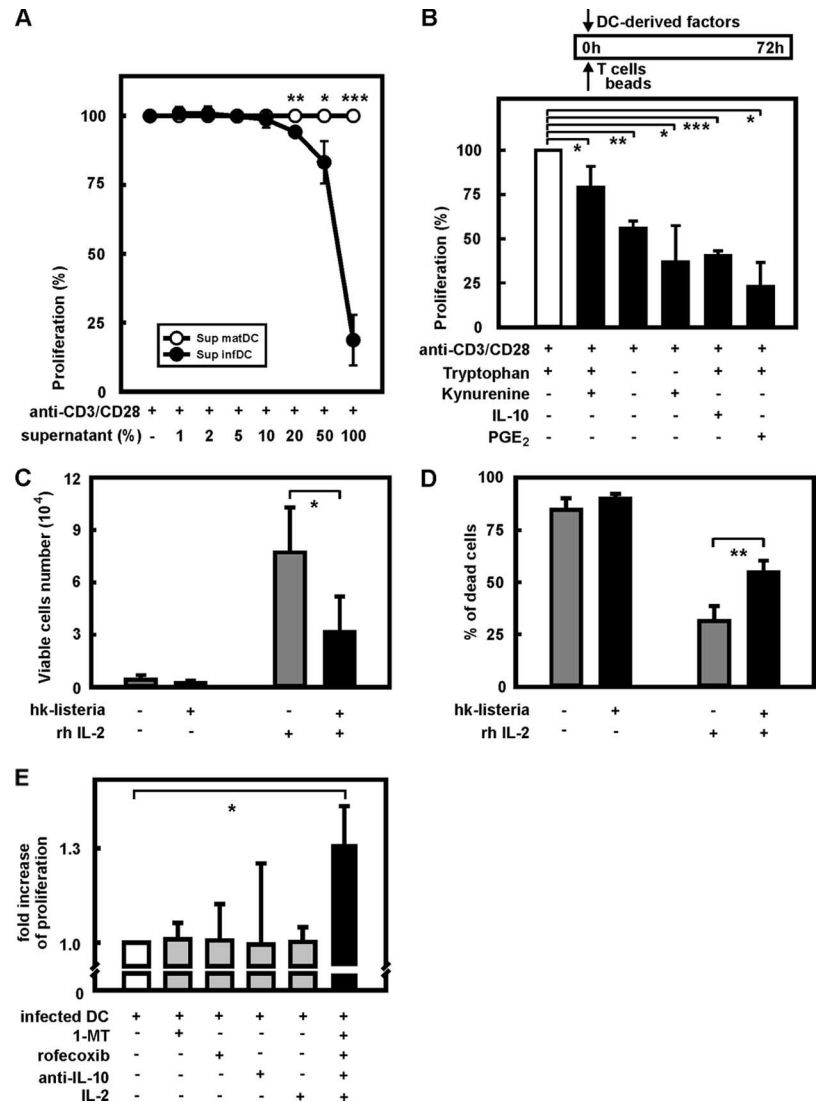 A
** * ***
100
75
50
25
0
Proliferation (%)
Sup matDC
Sup infDC
anti-CD3/CD28 + + + + + + + +
supernatant (%) - 1 2 5 10 20 50 100
B
DC-derived factors
0h 72h
T cells
beads
* ** * *** *
100
75
50
25
0
Proliferation (%)
anti-CD3/CD28 + + + + + +
Tryptophan + + - - + +
Kynurenine - + - + - -
IL-10 - - - - + -
PGE2 - - - - - +
C
12
9
6
3
0
Viable cells number (10⁻⁴)
*
hk-listeria - + - +
rh IL-2 - - + +
D
100
75
50
25
0
% of dead cells
**
hk-listeria - + - +
rh IL-2 - - + +
E
*
1.3
1.0
0
fold increase
of proliferation
infected DC + + + + + +
1-MT - + - - - +
rofecoxib - - + - - +
anti-IL-10 - - - + - +
IL-2 - - - - + +